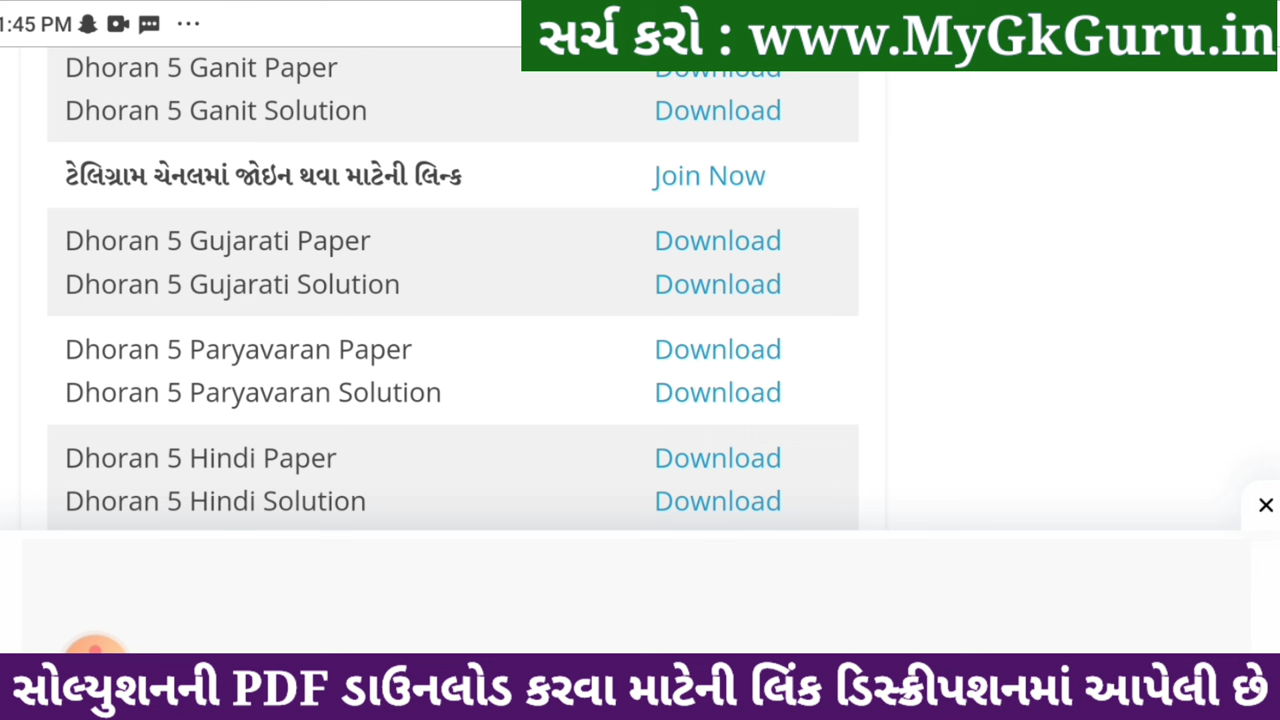 1:45 PM
સર્ચ કરો : www.MyGkGuru.in
Dhoran 5 Ganit Paper Download
Dhoran 5 Ganit Solution Download
ટેલિગ્રામ ચેનલમાં જોઇન થવા માટેની લિન્ક Join Now
Dhoran 5 Gujarati Paper Download
Dhoran 5 Gujarati Solution Download
Dhoran 5 Paryavaran Paper Download
Dhoran 5 Paryavaran Solution Download
Dhoran 5 Hindi Paper Download
Dhoran 5 Hindi Solution Download
સોલ્યુશનની PDF ડાઉનલોડ કરવા માટેની લિંક ડિસ્ક્રીપશનમાં આપેલી છે